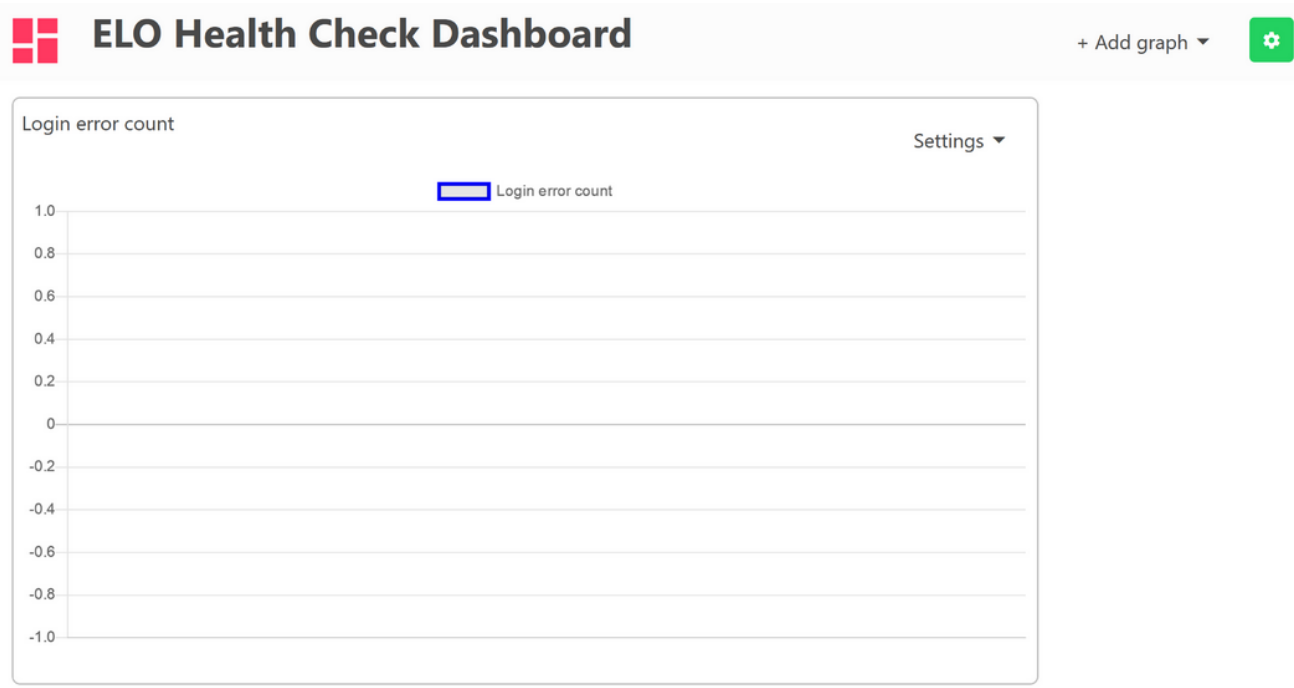 ELO Health Check Dashboard
+ Add graph
Login error count
Settings
Login error count
1.0
0.8
0.6
0.4
0.2
0
-0.2
-0.4
-0.6
-0.8
-1.0